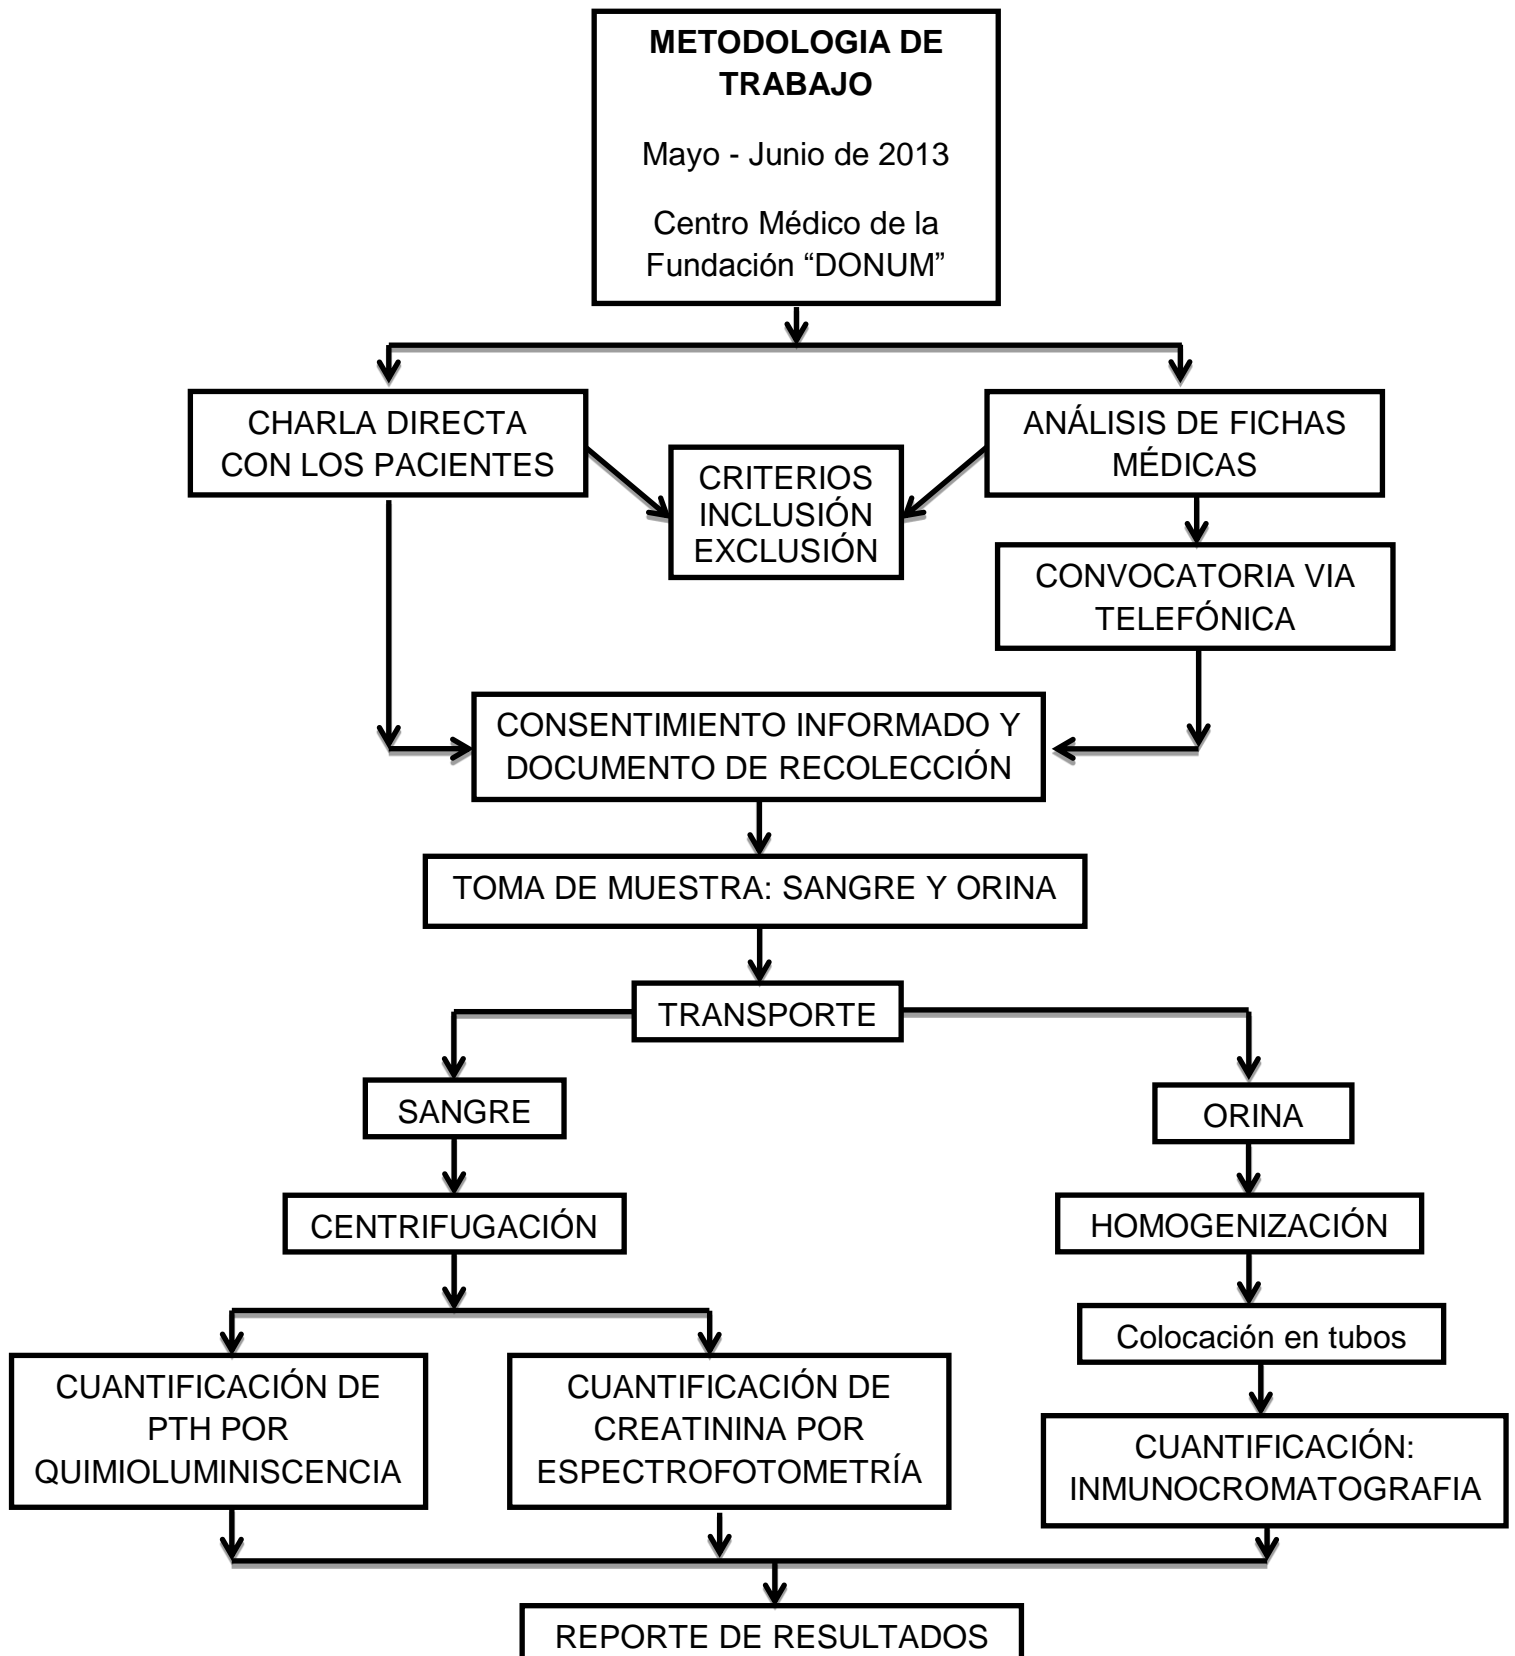 METODOLOGIA DE
TRABAJO
Mayo - Junio de 2013
Centro Médico de la
Fundación “DONUM”
CHARLA DIRECTA
CON LOS PACIENTES
CRITERIOS
INCLUSIÓN
EXCLUSIÓN
ANÁLISIS DE FICHAS
MÉDICAS
CONVOCATORIA VIA
TELEFÓNICA
CONSENTIMIENTO INFORMADO Y
DOCUMENTO DE RECOLECCIÓN
TOMA DE MUESTRA: SANGRE Y ORINA
TRANSPORTE
SANGRE
ORINA
CENTRIFUGACIÓN
HOMOGENIZACIÓN
Colocación en tubos
CUANTIFICACIÓN DE
PTH POR
QUIMIOLUMINISCENCIA
CUANTIFICACIÓN DE
CREATININA POR
ESPECTROFOTOMETRÍA
CUANTIFICACIÓN:
INMUNOCROMATOGRAFIA
REPORTE DE RESULTADOS